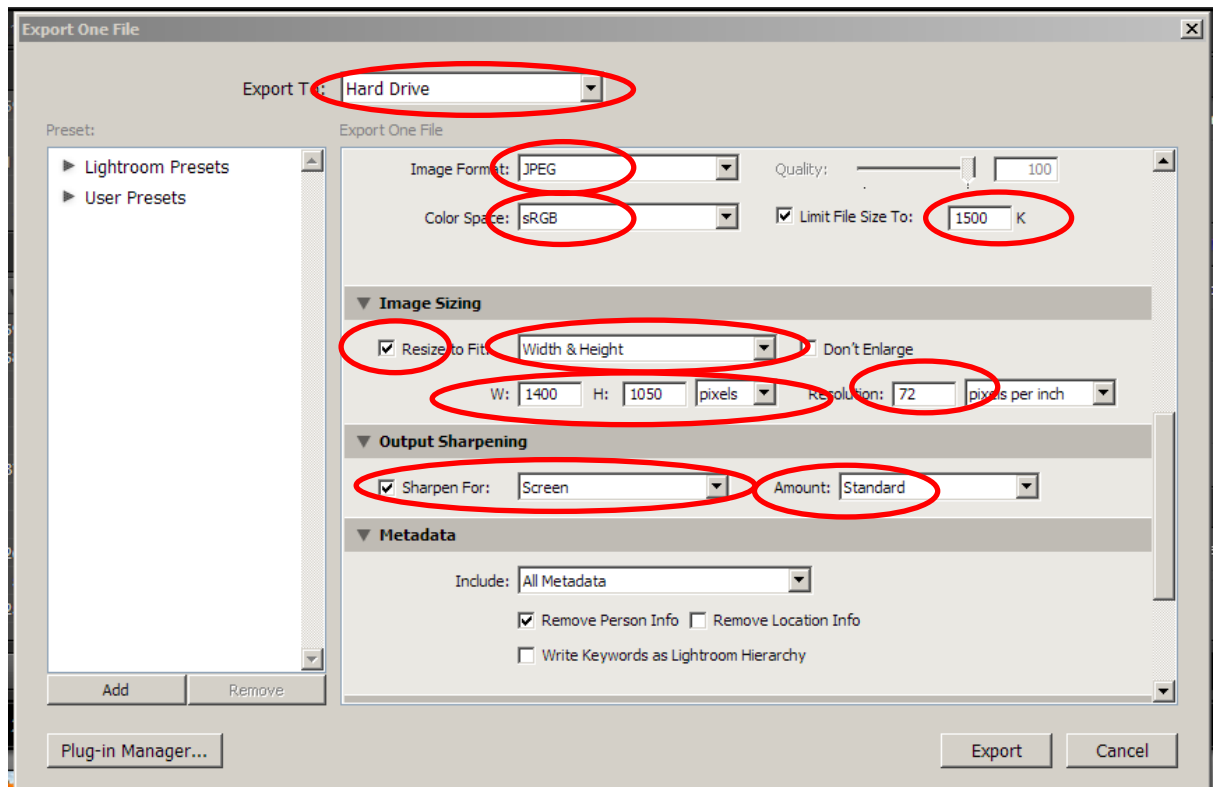 Export One File
Export To: Hard Drive
Preset:
Export One File
Lightroom Presets
User Presets
Image Format: JPEG Quality: 100
Color Space: sRGB Limit File Size To: 1500 K
Image Sizing
Resize to Fit: Width & Height Don't Enlarge
W: 1400 H: 1050 pixels Resolution: 72 pixels per inch
Output Sharpening
Sharpen For: Screen Amount: Standard
Metadata
Include: All Metadata
Remove Person Info Remove Location Info
Write Keywords as Lightroom Hierarchy
Add Remove
Plug-in Manager... Export Cancel